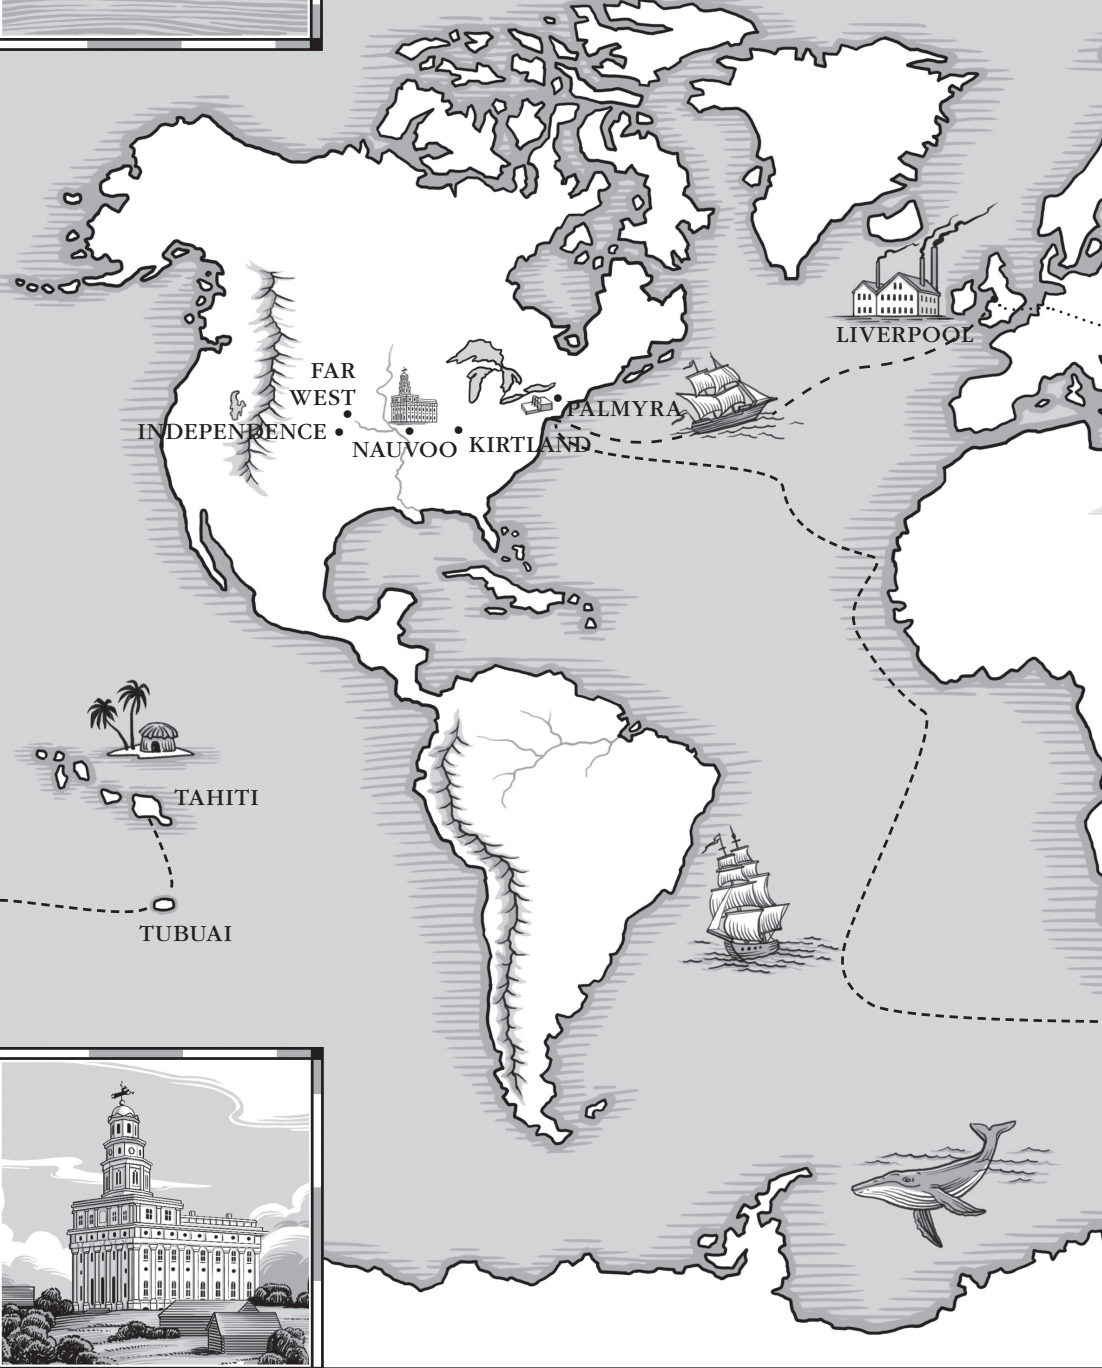 LIVERPOOL
FAR
WEST
PALMYRA
INDEPENDENCE
NAUVOO
KIRTLAND
TAHITI
TUBUAI